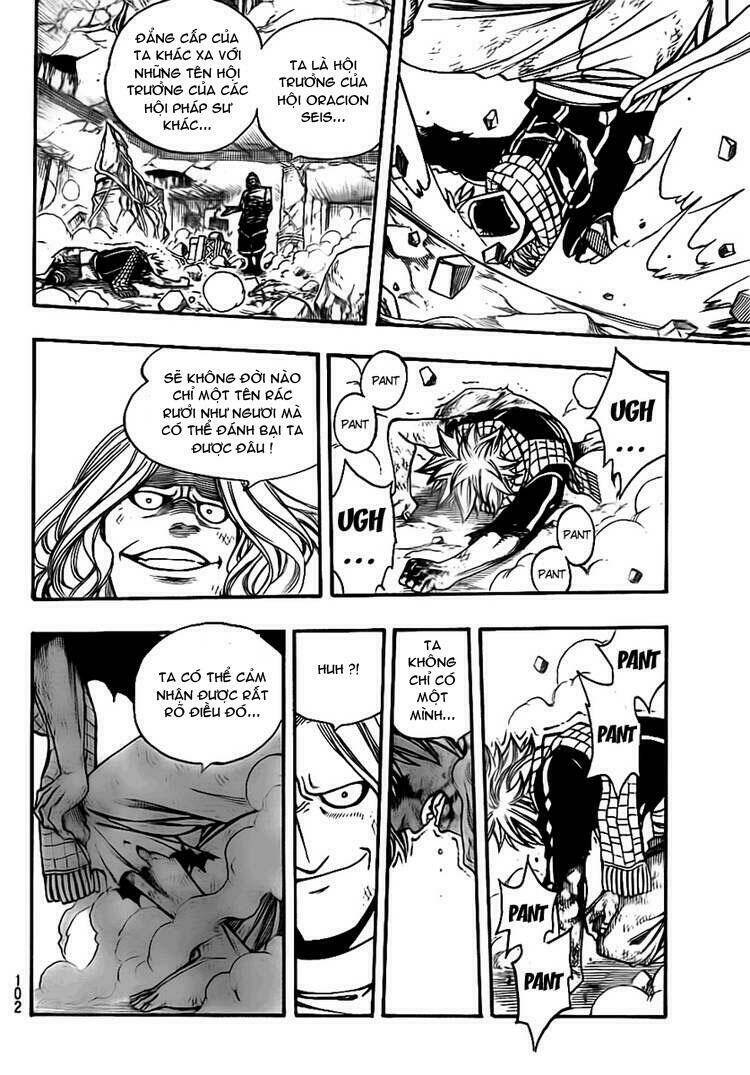 TA LÀ HỘI
TRƯỞNG CỦA
HỘI ORACION
SEIS...
ĐẲNG CẤP CỦA
TA KHÁC XA VỚI
NHỮNG TÊN HỘI
TRƯỞNG CỦA CÁC
HỘI PHÁP SƯ
KHÁC...
UGH
...
PANT
PANT
UGH
...
PANT
PANT
SẼ KHÔNG ĐỜI NÀO
CHỈ MỘT TÊN RÁC
RƯỞI NHƯ NGƯƠI MÀ
CÓ THỂ ĐÁNH BẠI TA
ĐƯỢC ĐÂU !
PANT
PANT
PANT
PANT
TA
KHÔNG
CHỈ CÓ
MỘT
MÌNH...
HUH ?!
TA CÓ THỂ CẢM
NHẬN ĐƯỢC RẤT
RÕ ĐIỀU ĐÓ...
102